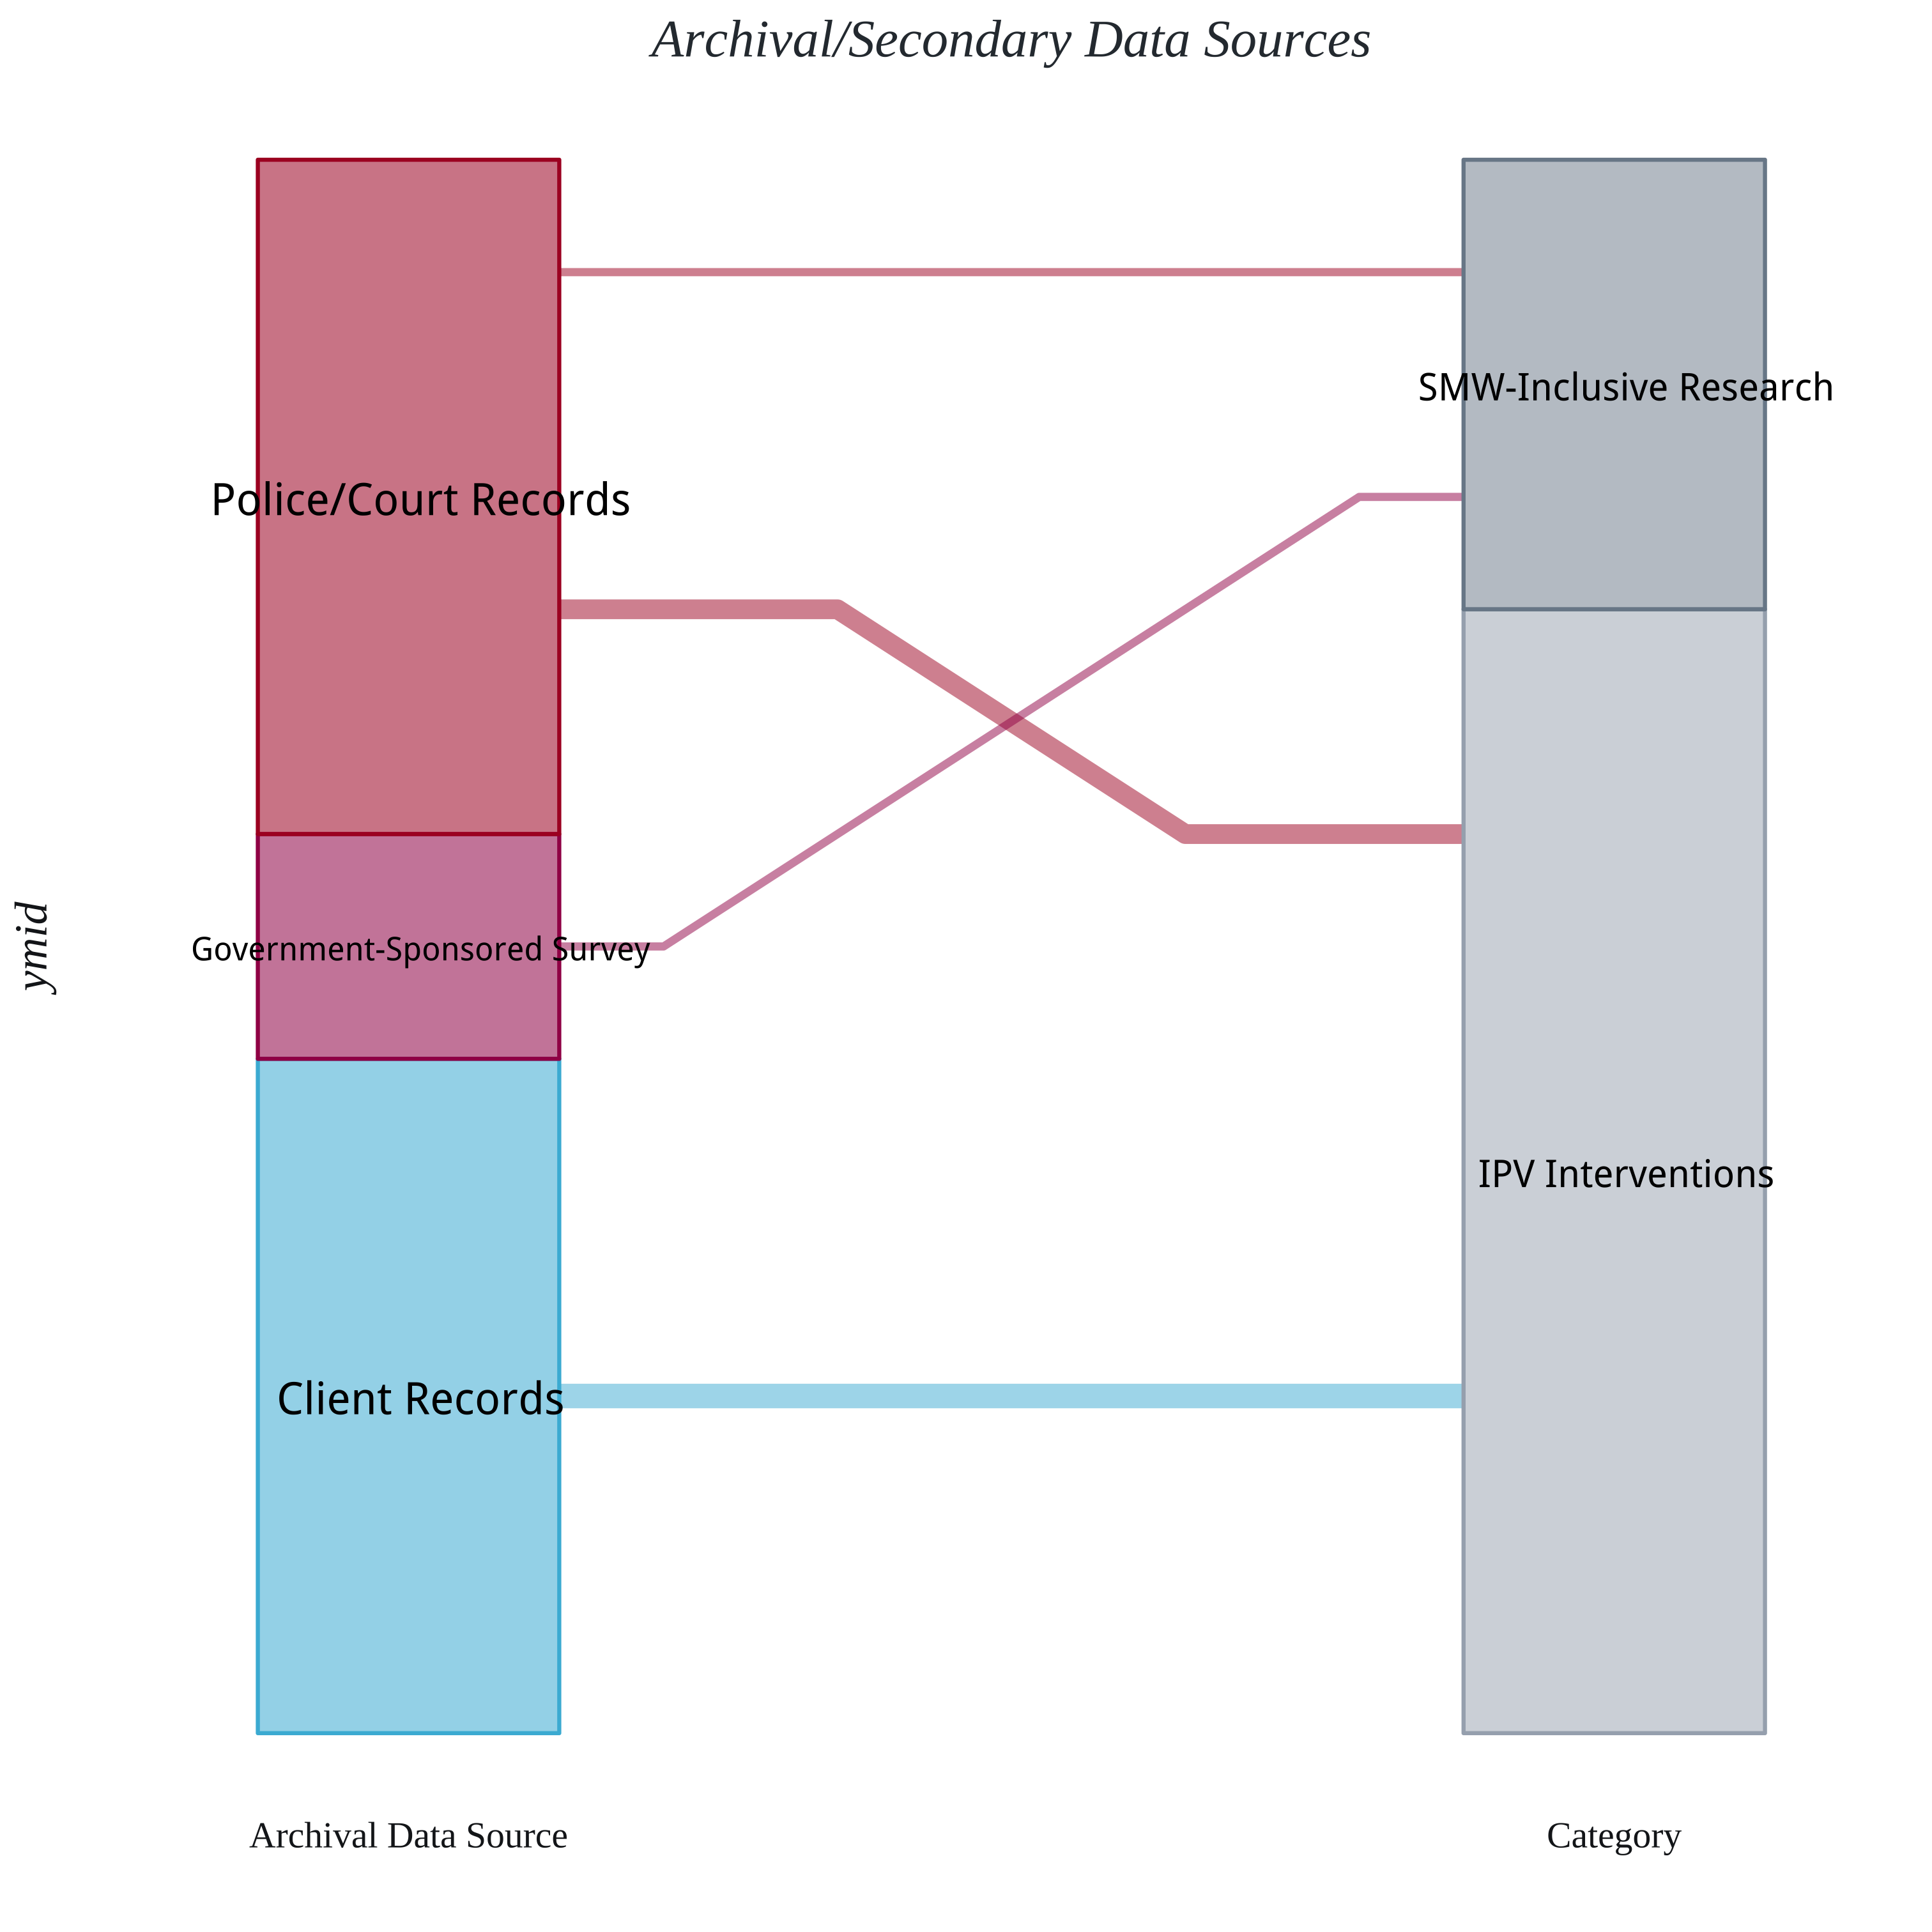 Archival/Secondary Data Sources
SMW-Inclusive Research
Police/Court Records
ymid
Government-Sponsored Survey
IPV Interventions
Client Records
Archival Data Source
Category